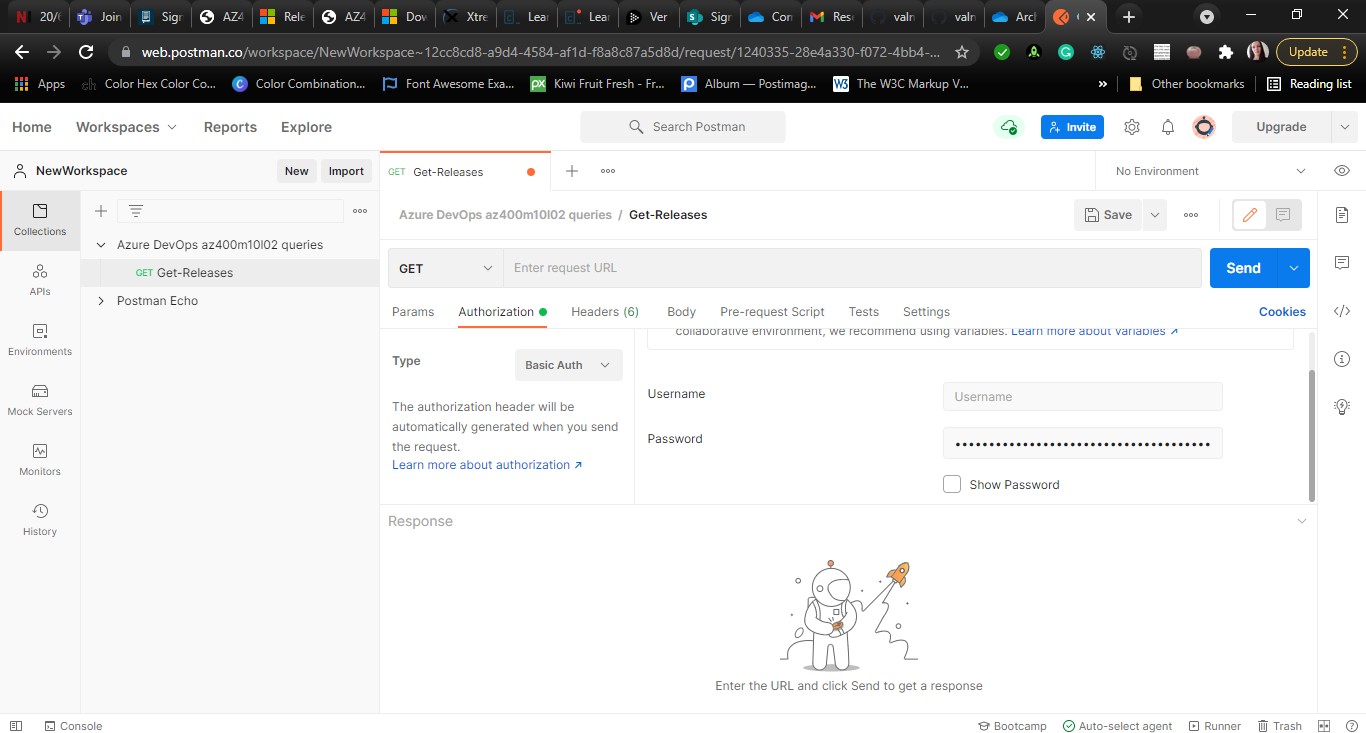 20/6 Join Sign AZ4 Rele AZ4 Dov Xtre Lear Lear Ver Sign Con Resc valn valn Arch
web.postman.co/workspace/NewWorkspace~12cc8cd8-a9d4-4584-af1d-f8a8c87a5d8d/request/1240335-28e4a330-f072-4bb4-... Update
Apps Color Hex Color Co... Color Combination... Font Awesome Exa... Kiwi Fruit Fresh - Fr... Album — Postimag... The W3C Markup V... » Other bookmarks Reading list
Home Workspaces Reports Explore Search Postman Invite Upgrade
NewWorkspace New Import GET Get-Releases No Environment
Collections
APIs
Environments
Mock Servers
Monitors
History
Azure DevOps az400m10l02 queries
GET Get-Releases
Postman Echo
Azure DevOps az400m10l02 queries / Get-Releases Save
GET Enter request URL Send
Params Authorization Headers (6) Body Pre-request Script Tests Settings Cookies
collaborative environment, we recommend using variables. Learn more about variables ↗
Type Basic Auth
The authorization header will be
automatically generated when you send
the request.
Learn more about authorization ↗
Username Username
Password ••••••••••••••••••••••••••••••••••••••
Show Password
Response
Enter the URL and click Send to get a response
Console Bootcamp Auto-select agent Runner Trash